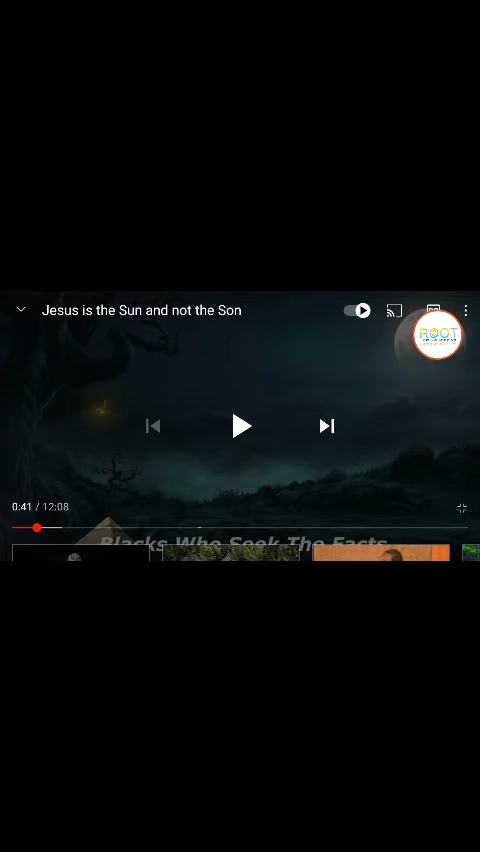 Jesus is the Sun and not the Son
ROOT
0:41 / 12:08
Blacks Who Seek The Facts